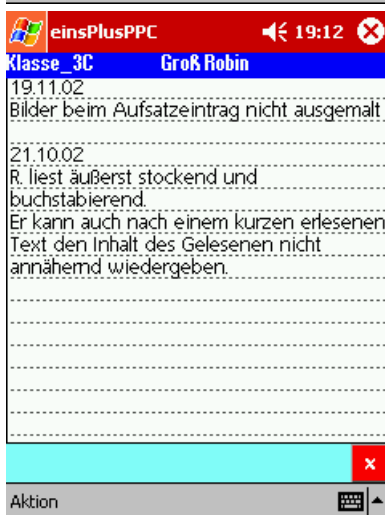 einsPlusPPC 19:12
Klasse_3C Groß Robin
19.11.02
Bilder beim Aufsatzeintrag nicht ausgemalt
21.10.02
R. liest äußerst stockend und
buchstabierend.
Er kann auch nach einem kurzen erlesenen
Text den Inhalt des Gelesenen nicht
annähernd wiedergeben.
x
Aktion